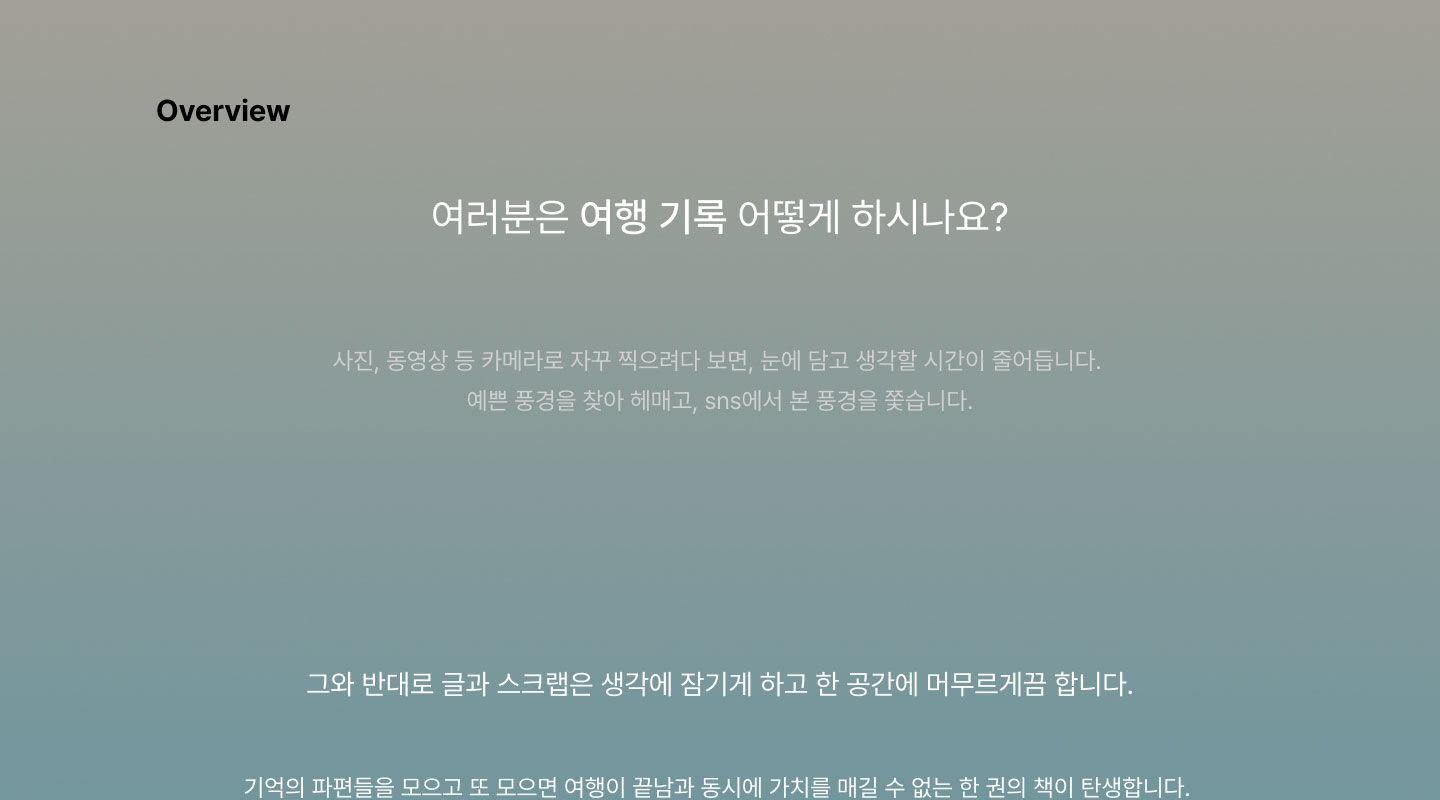 Overview
여러분은 여행 기록 어떻게 하시나요?
사진, 동영상 등 카메라로 자꾸 찍으려다 보면, 눈에 담고 생각할 시간이 줄어듭니다.
예쁜 풍경을 찾아 헤매고, sns에서 본 풍경을 쫓습니다.
그와 반대로 글과 스크랩은 생각에 잠기게 하고 한 공간에 머무르게끔 합니다.
기억의 파편들을 모으고 또 모으면 여행이 끝남과 동시에 가치를 매길 수 없는 한 권의 책이 탄생합니다.